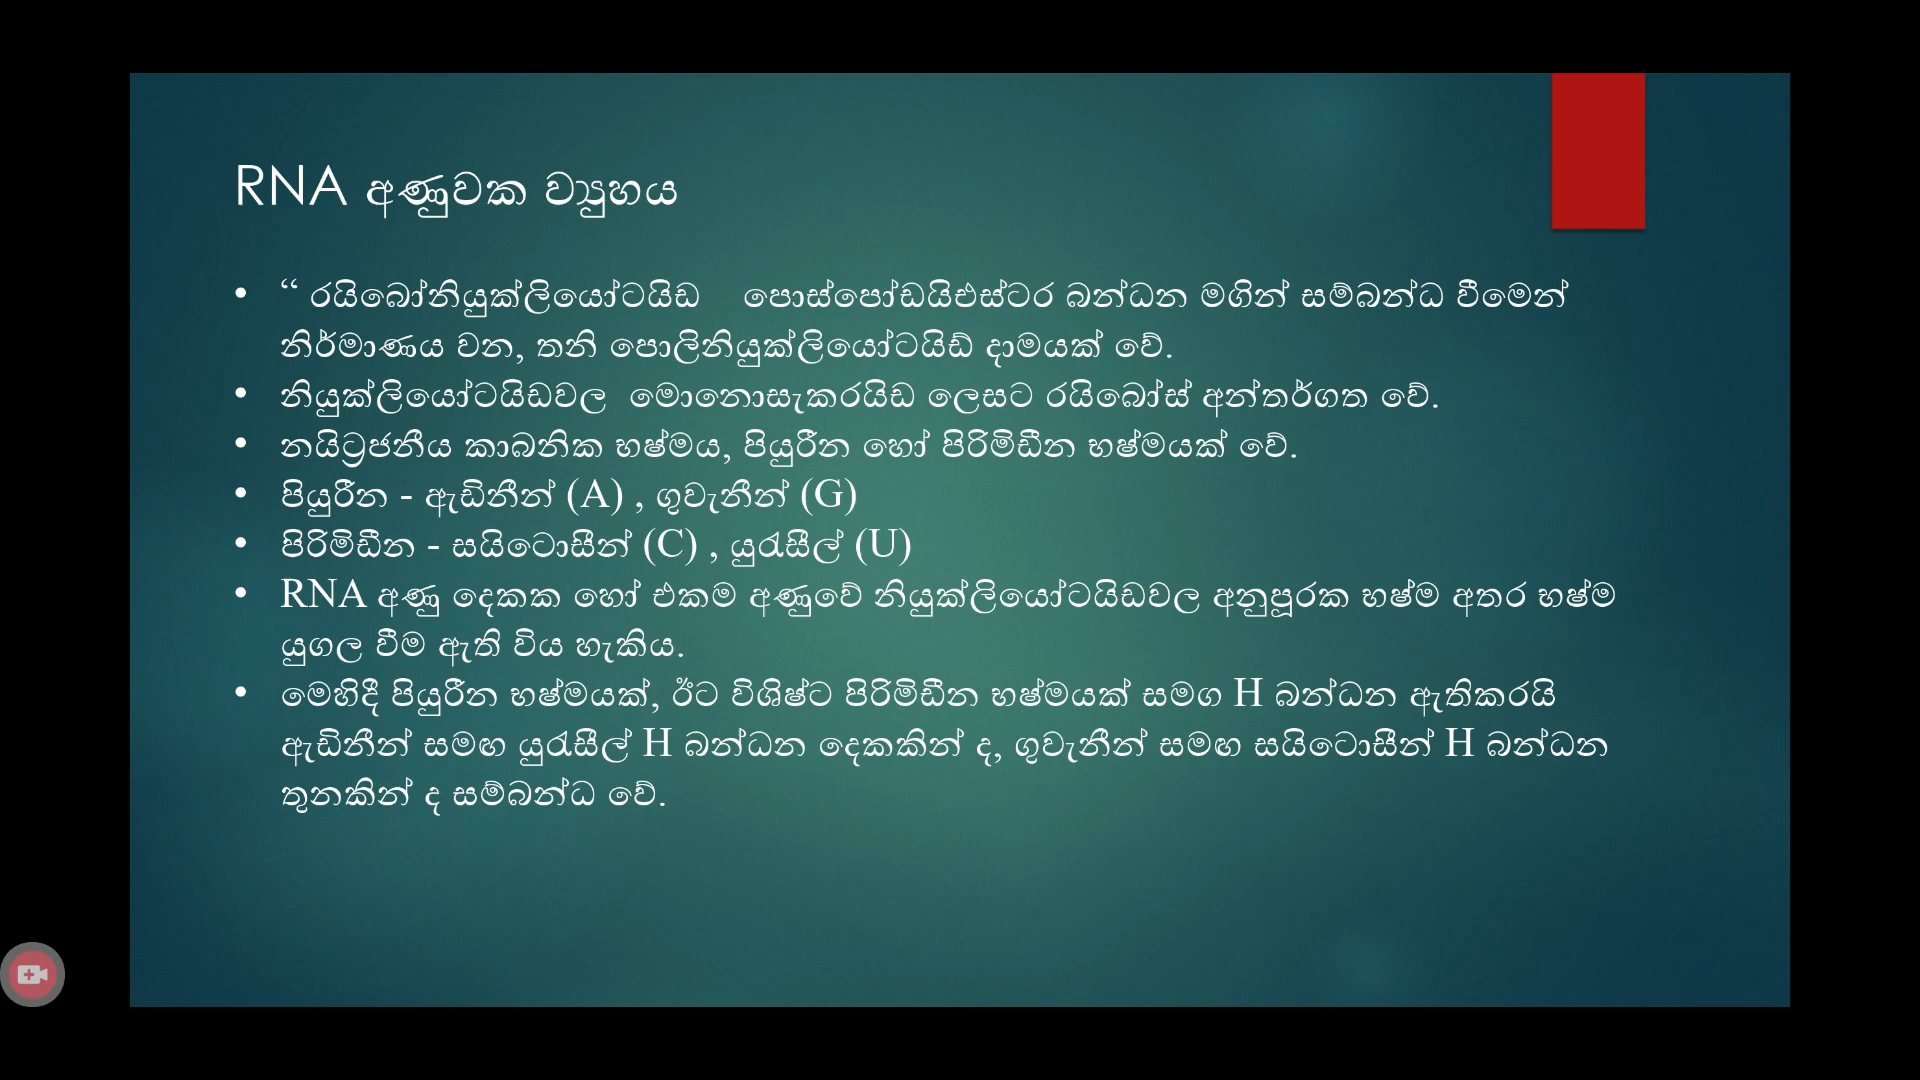 RNA අණුවක ව්‍යුහය
• “ රයිබෝනියුක්ලියෝටයිඩ පොස්පෝඩයිඑස්ටර බන්ධන මගින් සම්බන්ධ වීමෙන්
නිර්මාණය වන, තනි පොලිනියුක්ලියෝටයිඩ් දාමයක් වේ.
• නියුක්ලියෝටයිඩවල මොනොසැකරයිඩ ලෙසට රයිබෝස් අන්තර්ගත වේ.
• නයිට්‍රජනීය කාබනික භෂ්මය, පියුරීන හෝ පිරිමිඩීන භෂ්මයක් වේ.
• පියුරීන - ඇඩිනීන් (A) , ගුවැනීන් (G)
• පිරිමිඩීන - සයිටොසීන් (C) , යුරැසීල් (U)
• RNA අණු දෙකක හෝ එකම අණුවේ නියුක්ලියෝටයිඩවල අනුපූරක භෂ්ම අතර භෂ්ම
යුගල වීම ඇති විය හැකිය.
• මෙහිදී පියුරීන භෂ්මයක්, ඊට විශිෂ්ට පිරිමිඩීන භෂ්මයක් සමග H බන්ධන ඇතිකරයි
ඇඩිනීන් සමඟ යුරැසීල් H බන්ධන දෙකකින් ද, ගුවැනීන් සමඟ සයිටොසීන් H බන්ධන
තුනකින් ද සම්බන්ධ වේ.